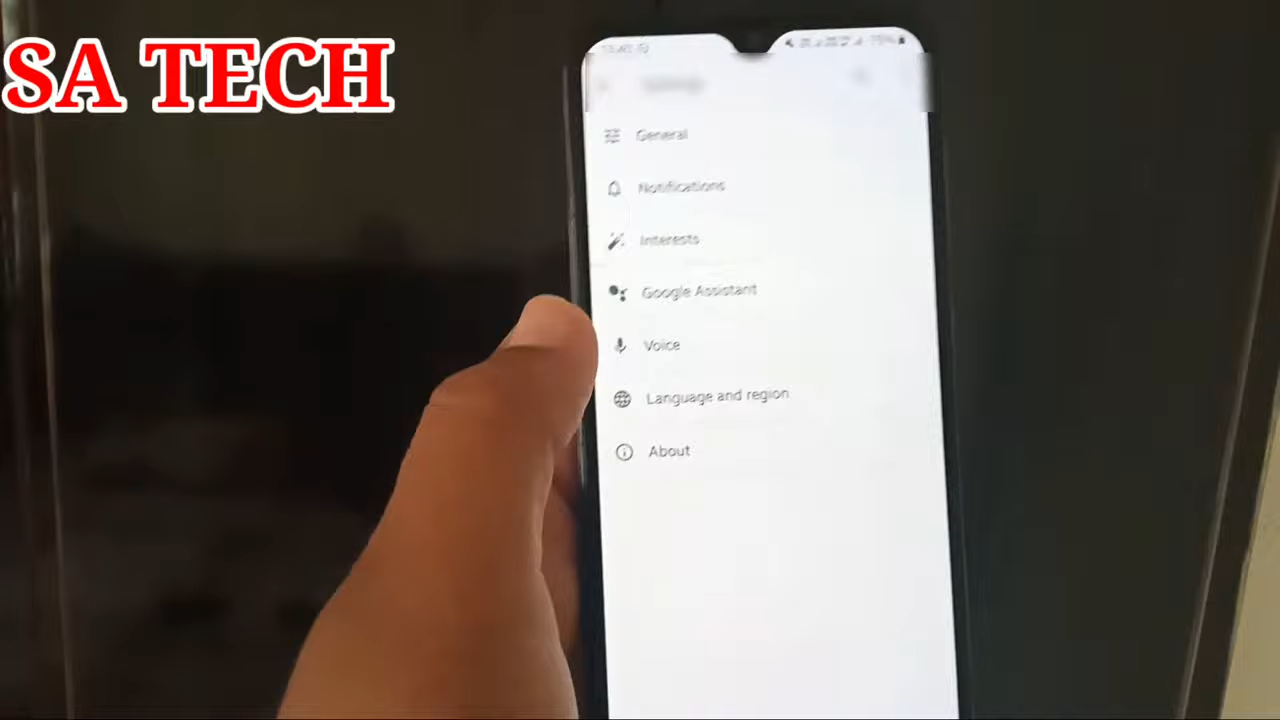 SA TECH
General
Notifications
Interests
Google Assistant
Voice
Language and region
About